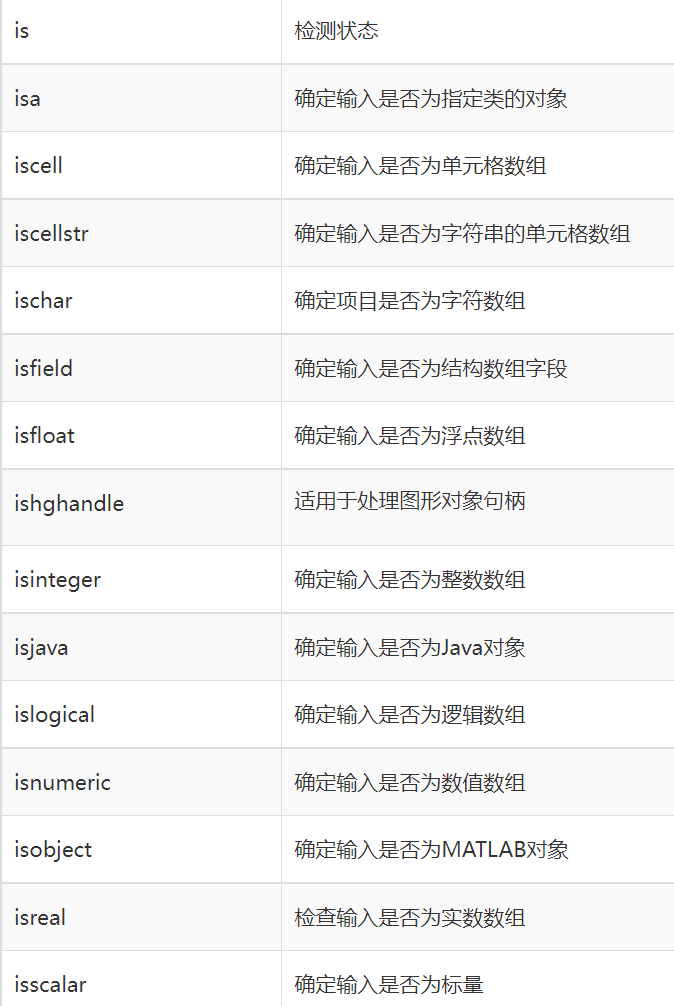 is 检测状态
isa 确定输入是否为指定类的对象
iscell 确定输入是否为单元格数组
iscellstr 确定输入是否为字符串的单元格数组
ischar 确定项目是否为字符数组
isfield 确定输入是否为结构数组字段
isfloat 确定输入是否为浮点数组
ishghandle 适用于处理图形对象句柄
isinteger 确定输入是否为整数数组
isjava 确定输入是否为Java对象
islogical 确定输入是否为逻辑数组
isnumeric 确定输入是否为数值数组
isobject 确定输入是否为MATLAB对象
isreal 检查输入是否为实数数组
isscalar 确定输入是否为标量